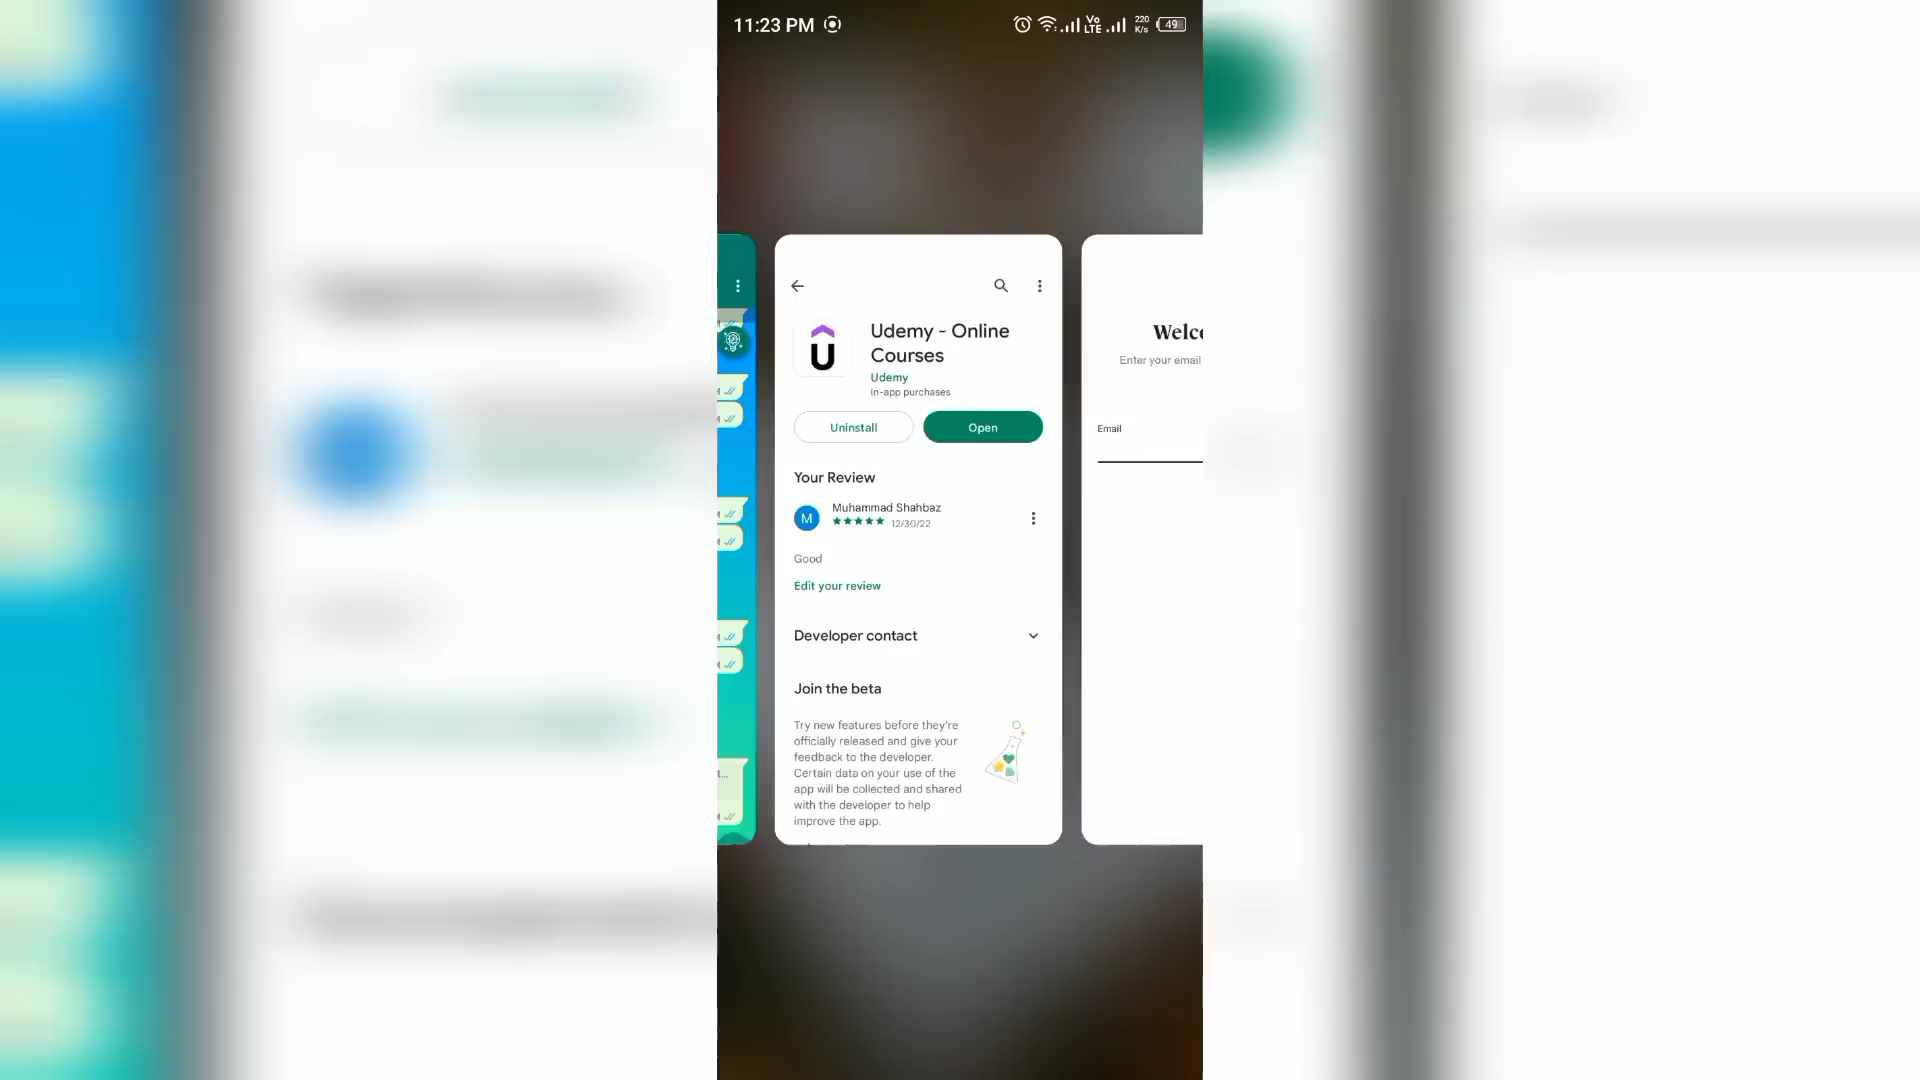 11:23 PM
Vo
LTE
220
K/s
49
Udemy - Online
Courses
Udemy
In-app purchases
Uninstall
Open
Your Review
M
Muhammad Shahbaz
12/30/22
Good
Edit your review
Developer contact
Join the beta
Try new features before they're
officially released and give your
feedback to the developer.
Certain data on your use of the
app will be collected and shared
with the developer to help
improve the app.
Enter your email
Email